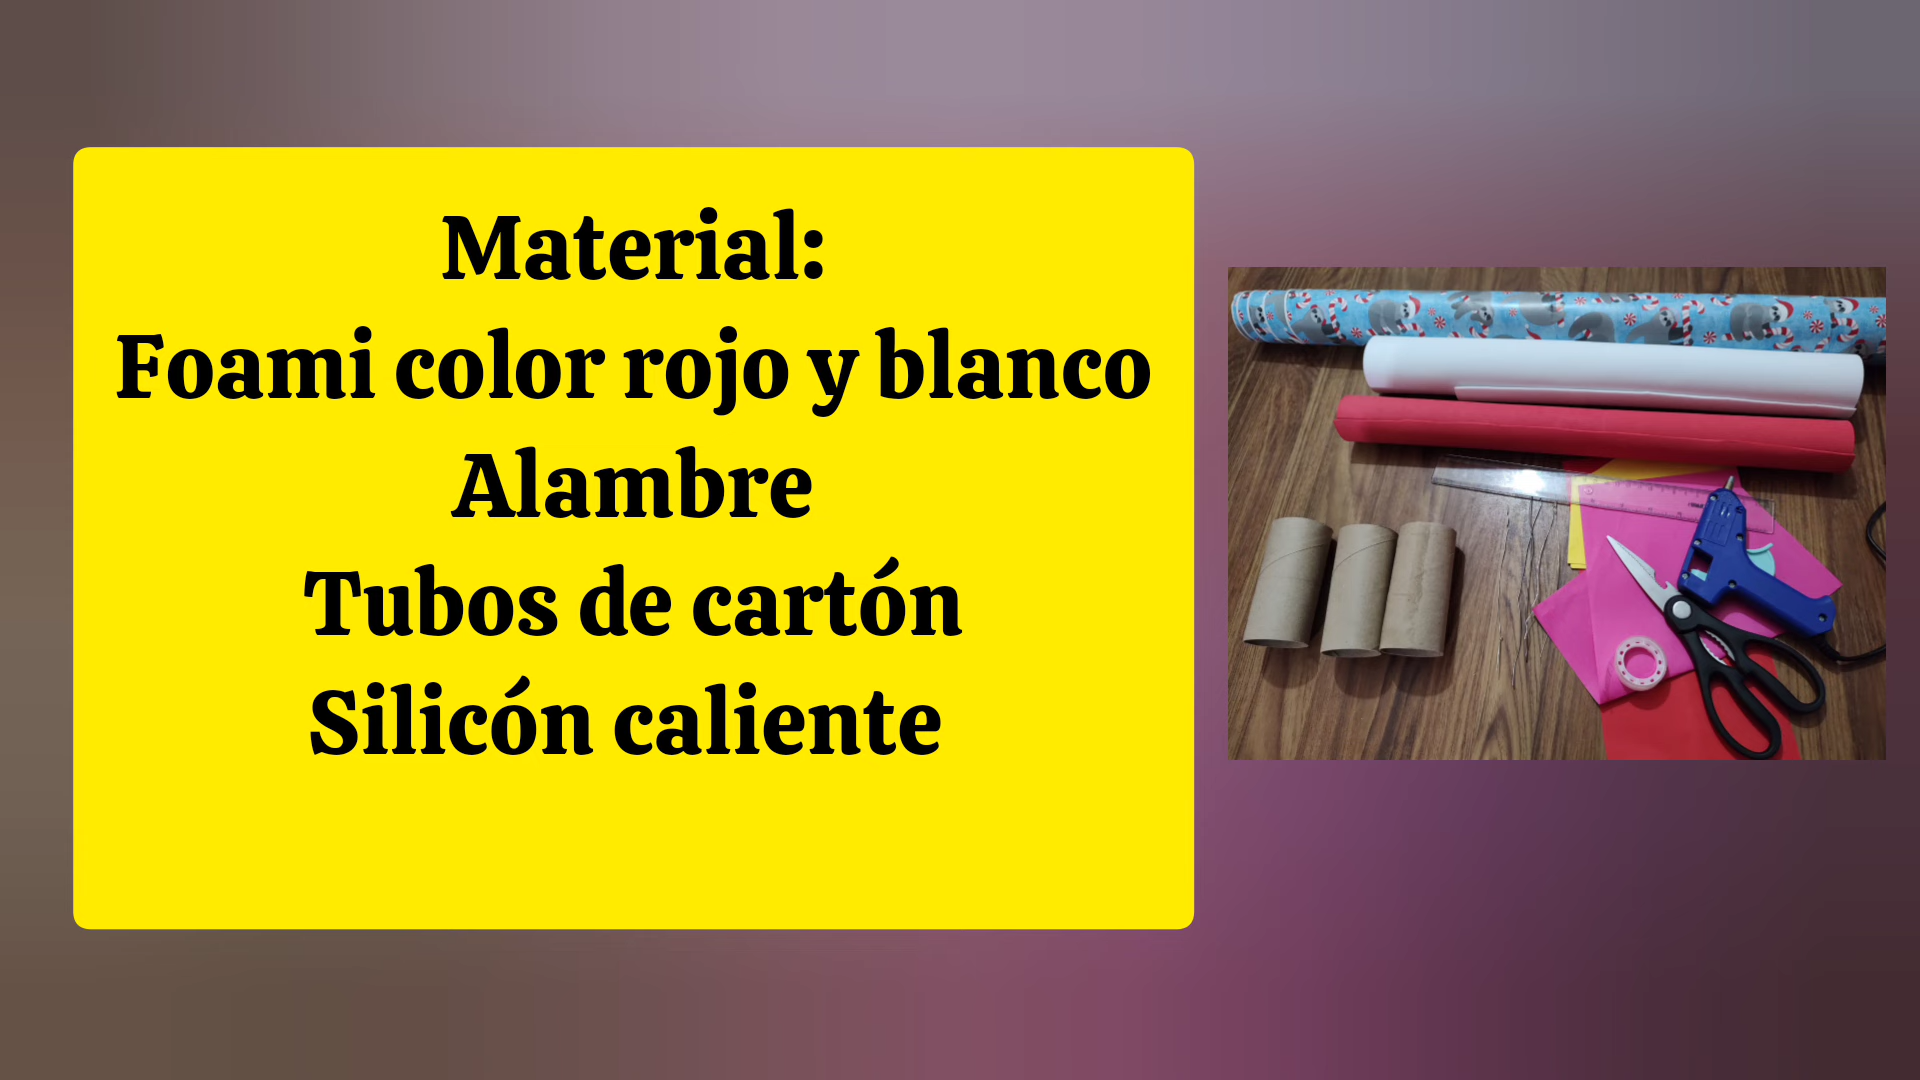 Material:
Foami color rojo y blanco
Alambre
Tubos de cartón
Silicón caliente